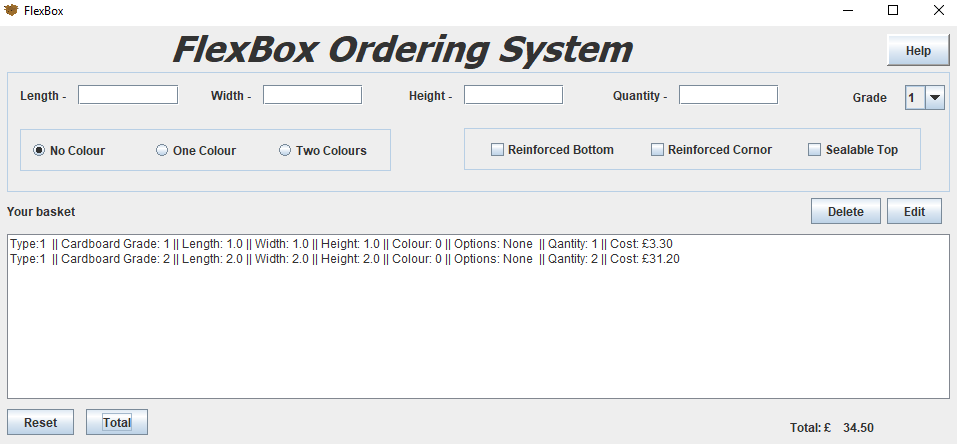 FlexBox
FlexBox Ordering System
Help
Length - Width - Height - Quantity - Grade 1
No Colour One Colour Two Colours Reinforced Bottom Reinforced Cornor Sealable Top
Your basket Delete Edit
Type:1 || Cardboard Grade: 1 || Length: 1.0 || Width: 1.0 || Height: 1.0 || Colour: 0 || Options: None || Qantity: 1 || Cost: £3.30
Type:1 || Cardboard Grade: 2 || Length: 2.0 || Width: 2.0 || Height: 2.0 || Colour: 0 || Options: None || Qantity: 2 || Cost: £31.20
Reset Total Total: £ 34.50